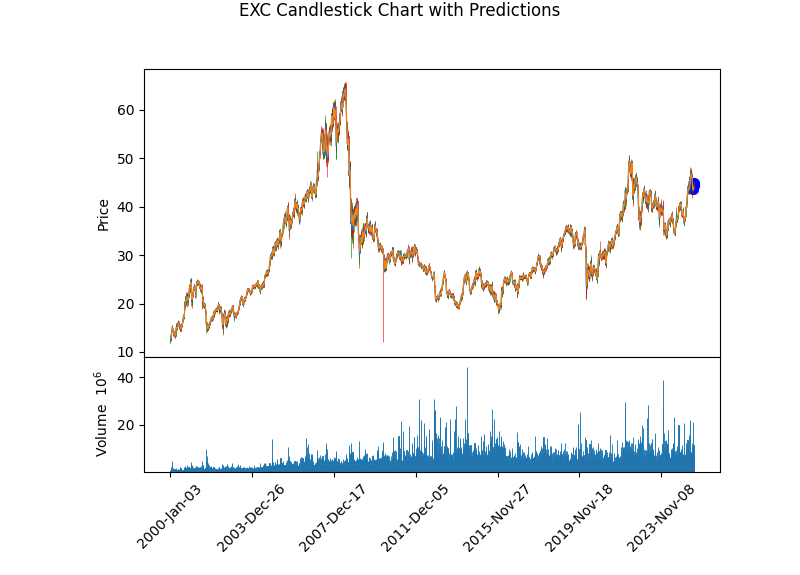 EXC Candlestick Chart with Predictions
60
50
40
30
20
10
Price
40
20
Volume 10^6
2000-Jan-03
2003-Dec-26
2007-Dec-17
2011-Dec-05
2015-Nov-27
2019-Nov-18
2023-Nov-08